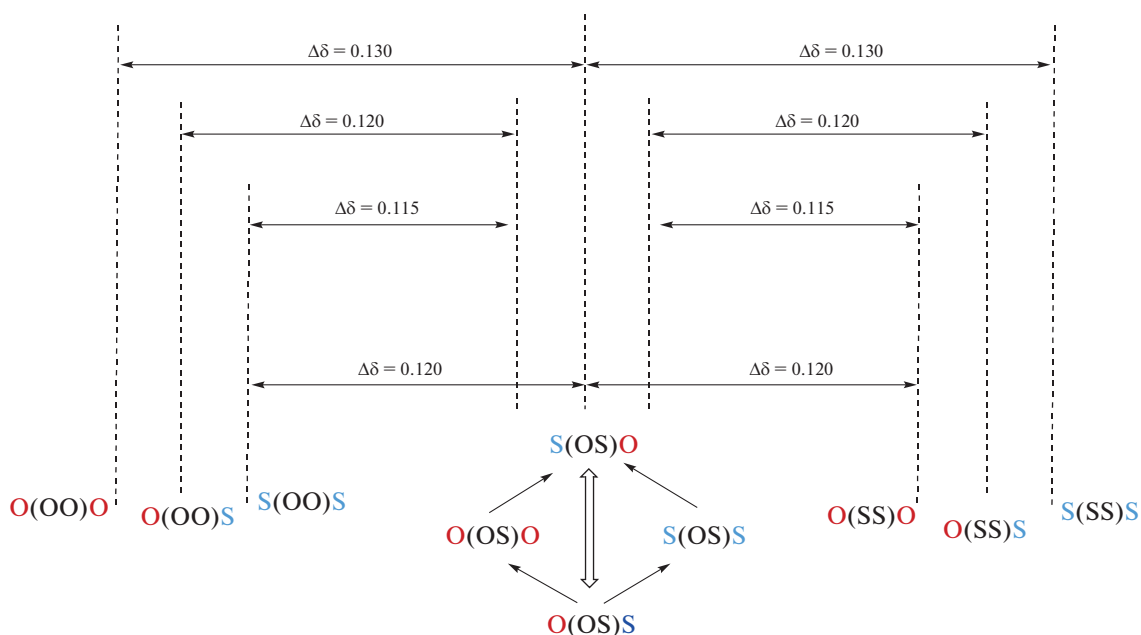 Δδ = 0.130 Δδ = 0.130
Δδ = 0.120 Δδ = 0.120
Δδ = 0.115 Δδ = 0.115
Δδ = 0.120 Δδ = 0.120
S(OS)O
O(OO)O O(OO)S S(OO)S O(SS)O O(SS)S S(SS)S
O(OS)O S(OS)S
O(OS)S